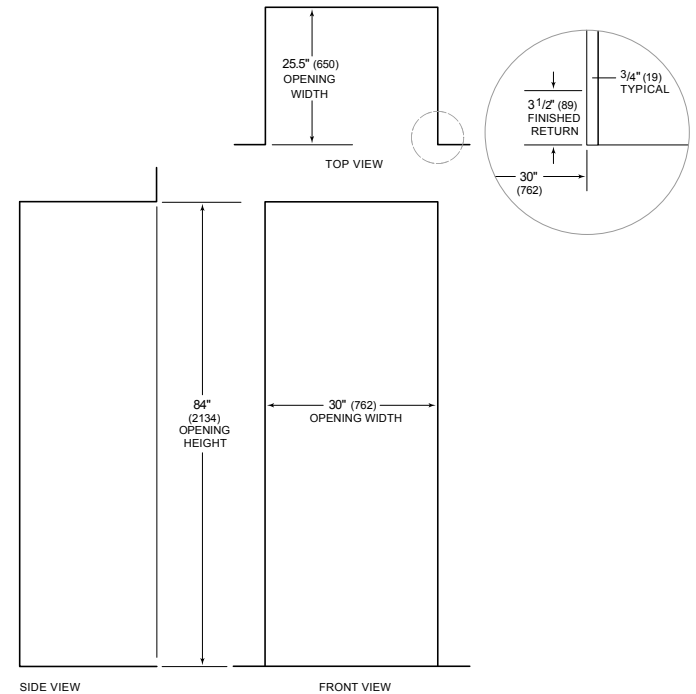 25.5" (650)
OPENING
WIDTH
TOP VIEW
3/4" (19)
TYPICAL
3 1/2" (89)
FINISHED
RETURN
30"
(762)
84"
(2134)
OPENING
HEIGHT
30" (762)
OPENING WIDTH
SIDE VIEW
FRONT VIEW